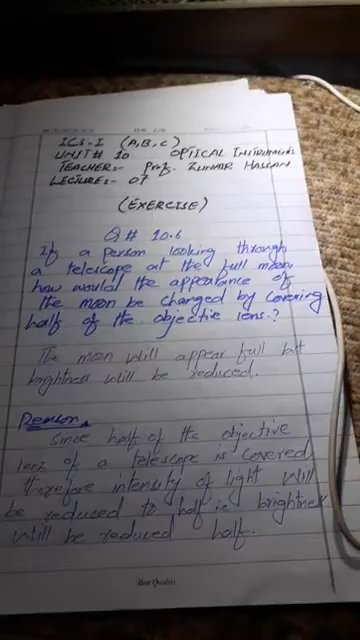 ICS-I (A,B,C)
UNIT # 10 OPTICAL INSTRUMENTS
TEACHER:- Prof. ZUNAIR HASSAN
LECTURE:- 07
(EXERCISE)
Q # 10.6
If a person looking through
a telescope at the full moon,
how would the appearance of
the moon be changed by covering
half of the objective lens.?
The moon will appear full but
brightness will be reduced.
Reason
Since half of the objective
lens of a telescope is covered,
therefore intensity of light will
be reduced to half i.e brightness
will be reduced half.
Best Quality